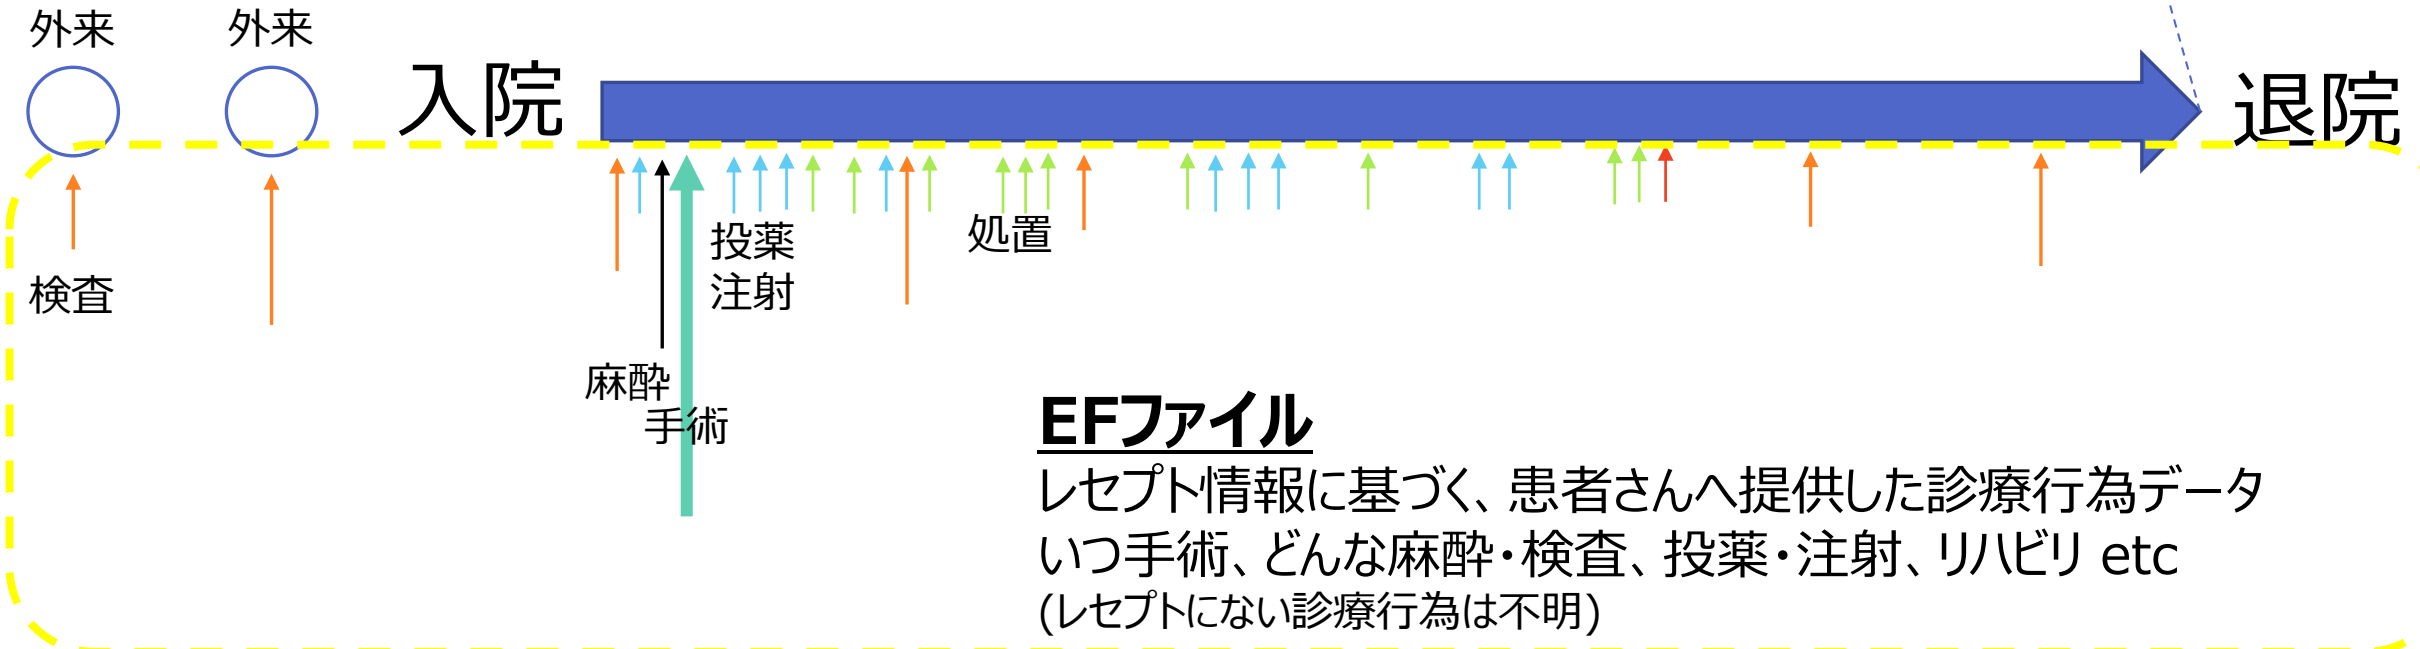 外来
外来
入院
退院
検査
投薬
注射
処置
麻酔
手術
EFファイル
レセプト情報に基づく、患者さんへ提供した診療行為データ
いつ手術、どんな麻酔・検査、投薬・注射、リハビリ etc
(レセプトにない診療行為は不明)